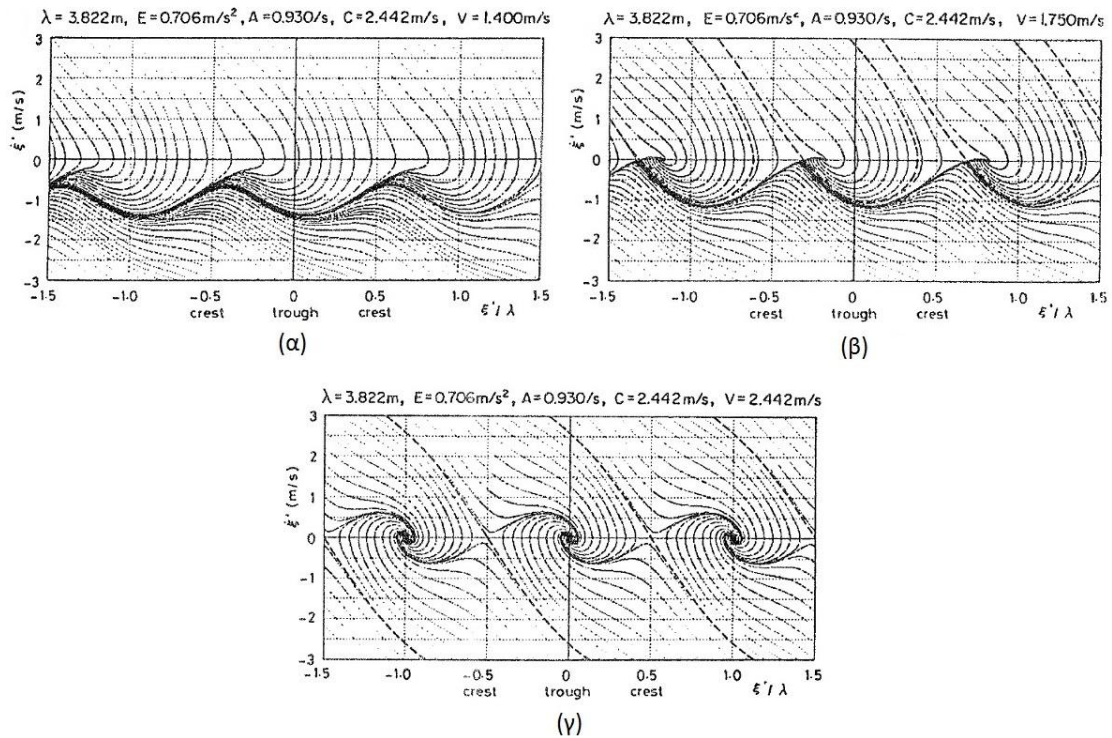 λ=3.822m, E=0.706m/s², A=0.930/s, C=2.442m/s, V=1.400m/s
3
2
1
0
-1
-2
-3
ξ̇' (m/s)
-1.5 -1.0 -0.5 0 0.5 1.0 1.5
crest trough crest ξ'/λ
(α)
λ=3.822m, E=0.706m/s², A=0.930/s, C=2.442m/s, V=1.750m/s
3
2
1
0
-1
-2
-3
ξ̇' (m/s)
-1.5 -1.0 -0.5 0 0.5 1.0 1.5
crest trough crest ξ'/λ
(β)
λ=3.822m, E=0.706m/s², A=0.930/s, C=2.442m/s, V=2.442m/s
3
2
1
0
-1
-2
-3
ξ̇' (m/s)
-1.5 -1.0 -0.5 0 0.5 1.0 1.5
crest trough crest ξ'/λ
(γ)